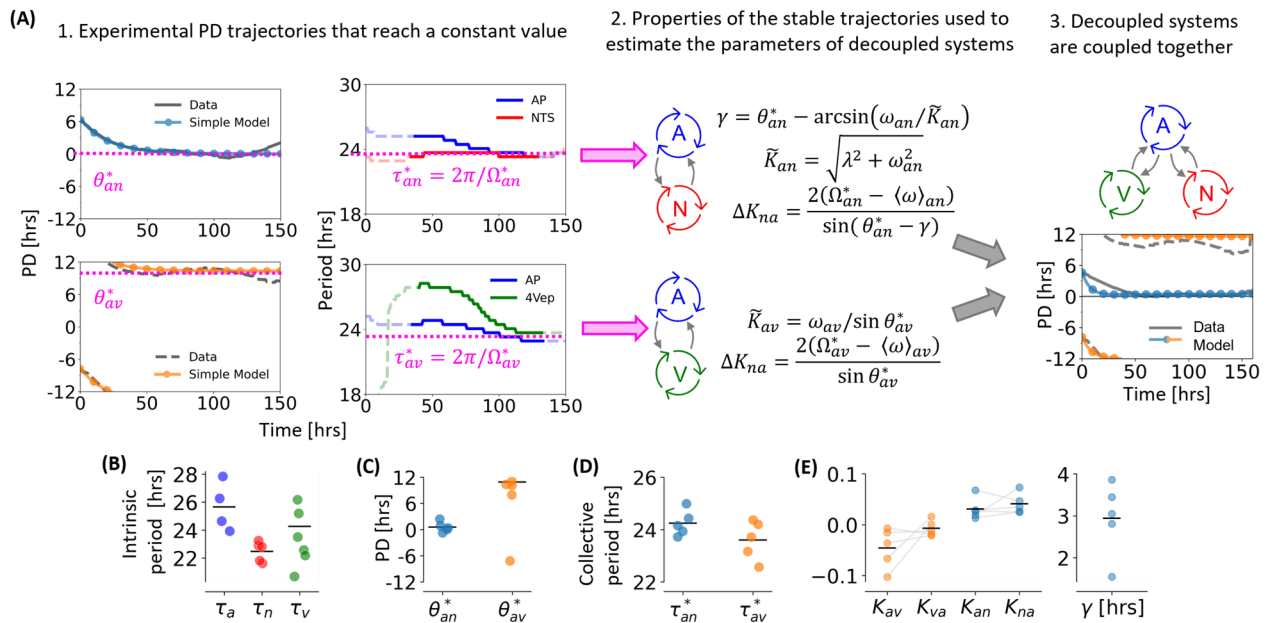 (A)
1. Experimental PD trajectories that reach a constant value
2. Properties of the stable trajectories used to
estimate the parameters of decoupled systems
3. Decoupled systems
are coupled together
PD [hrs]
12
6
0
-6
-12
Data
Simple Model
θ*an
0 50 100 150
12
6
0
-6
-12
θ*av
Data
Simple Model
0 50 100 150
Period [hrs]
30
24
18
AP
NTS
τ*an = 2π/Ω*an
0 50 100 150
30
24
18
AP
4Vep
τ*av = 2π/Ω*av
0 50 100 150
Time [hrs]
A
N
γ = θ*an − arcsin(ωan/K̃an)
K̃an = √(λ² + ω²an)
ΔKna = 2(Ω*an − ⟨ω⟩an) / sin(θ*an − γ)
A
V
K̃av = ωav/sin θ*av
ΔKna = 2(Ω*av − ⟨ω⟩av) / sin θ*av
A
V
N
PD [hrs]
12
6
0
-6
-12
Data
Model
0 50 100 150
Time [hrs]
(B)
Intrinsic
period [hrs]
28
26
24
22
τa τn τv
(C)
PD [hrs]
12
6
0
-6
-12
θ*an θ*av
(D)
Collective
period [hrs]
26
24
22
τ*an τ*av
(E)
0.1
0.0
−0.1
Kav Kva Kan Kna
4
3
2
γ [hrs]